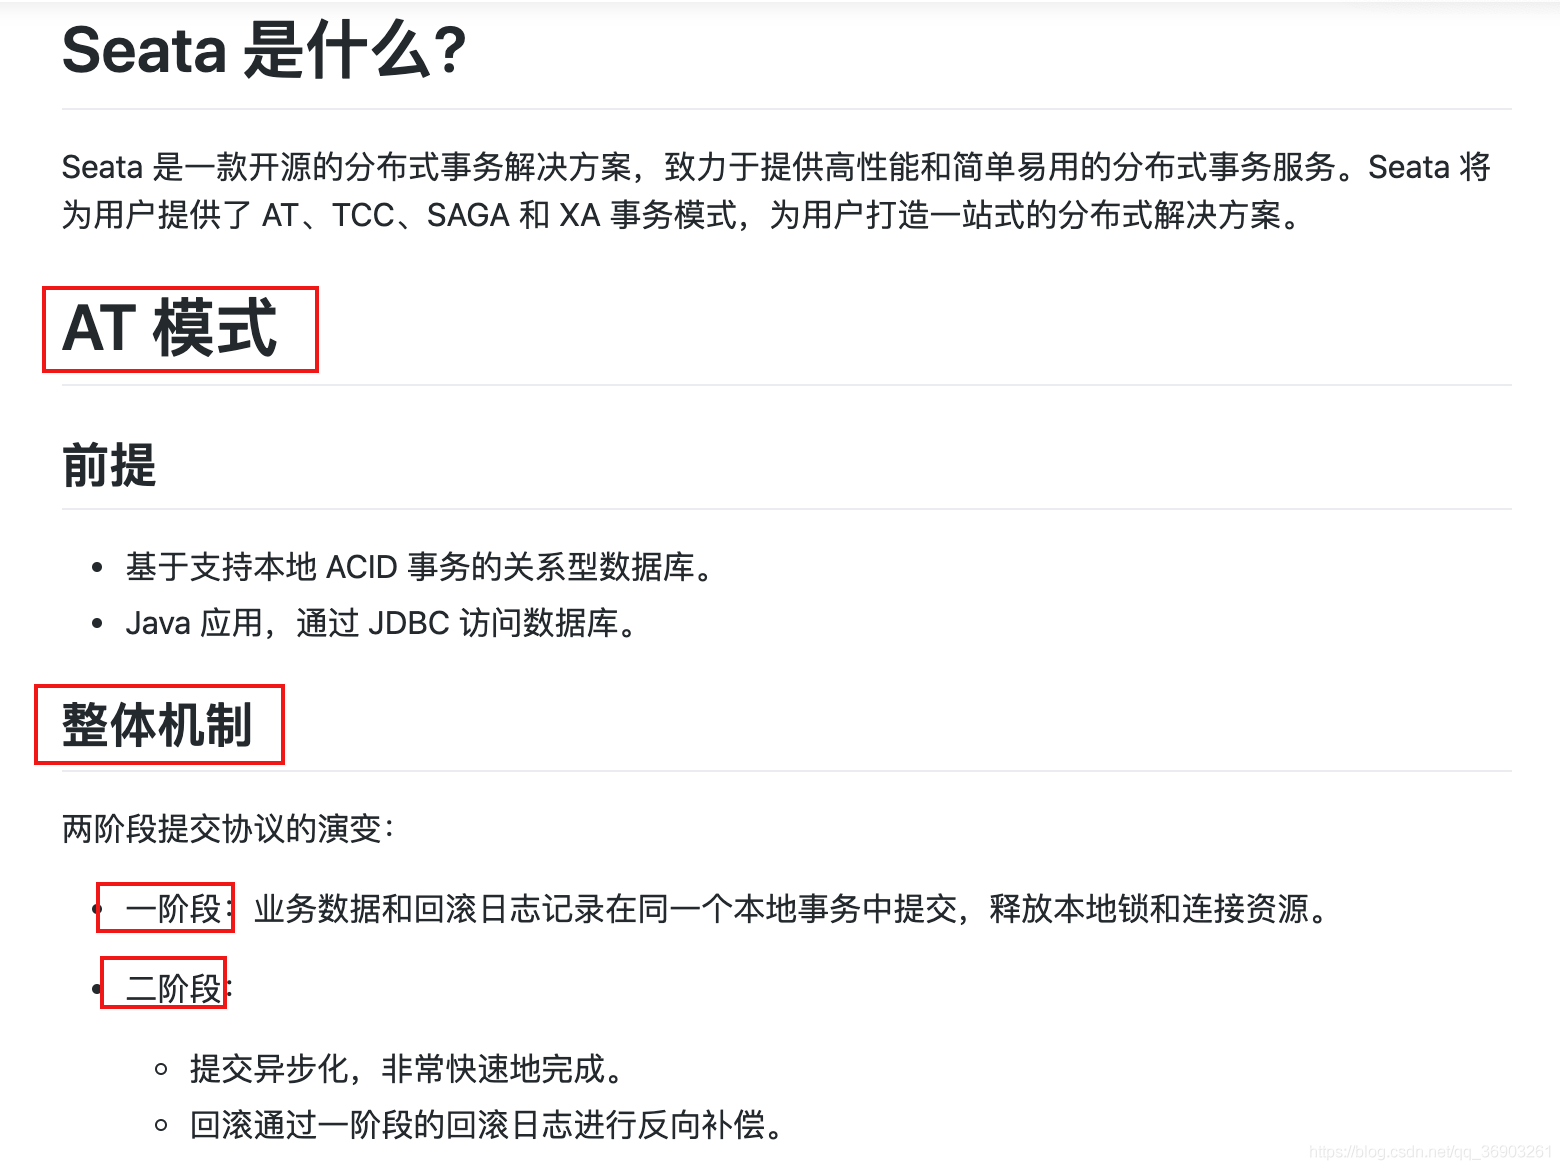 Seata 是什么?
Seata 是一款开源的分布式事务解决方案，致力于提供高性能和简单易用的分布式事务服务。Seata 将
为用户提供了 AT、TCC、SAGA 和 XA 事务模式，为用户打造一站式的分布式解决方案。
AT 模式
前提
• 基于支持本地 ACID 事务的关系型数据库。
• Java 应用，通过 JDBC 访问数据库。
整体机制
两阶段提交协议的演变：
• 一阶段：业务数据和回滚日志记录在同一个本地事务中提交，释放本地锁和连接资源。
• 二阶段：
○ 提交异步化，非常快速地完成。
○ 回滚通过一阶段的回滚日志进行反向补偿。
https://blog.csdn.net/qq_36903261